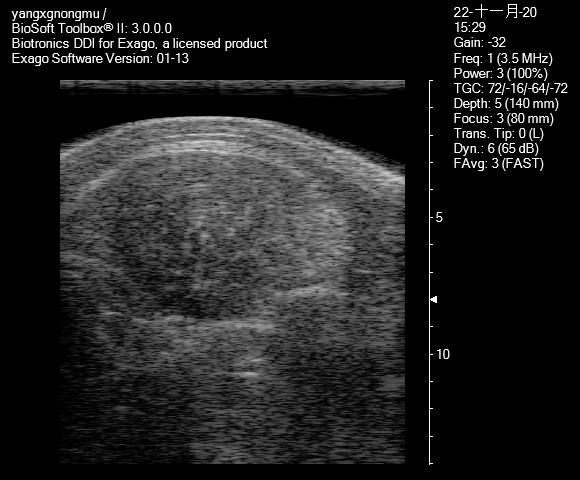 yangxgnongmu /
BioSoft Toolbox® II: 3.0.0.0
Biotronics DDI for Exago, a licensed product
Exago Software Version: 01-13
22-十一月-20
15:29
Gain: -32
Freq: 1 (3.5 MHz)
Power: 3 (100%)
TGC: 72/-16/-64/-72
Depth: 5 (140 mm)
Focus: 3 (80 mm)
Trans. Tip: 0 (L)
Dyn.: 6 (65 dB)
FAvg: 3 (FAST)
5
10